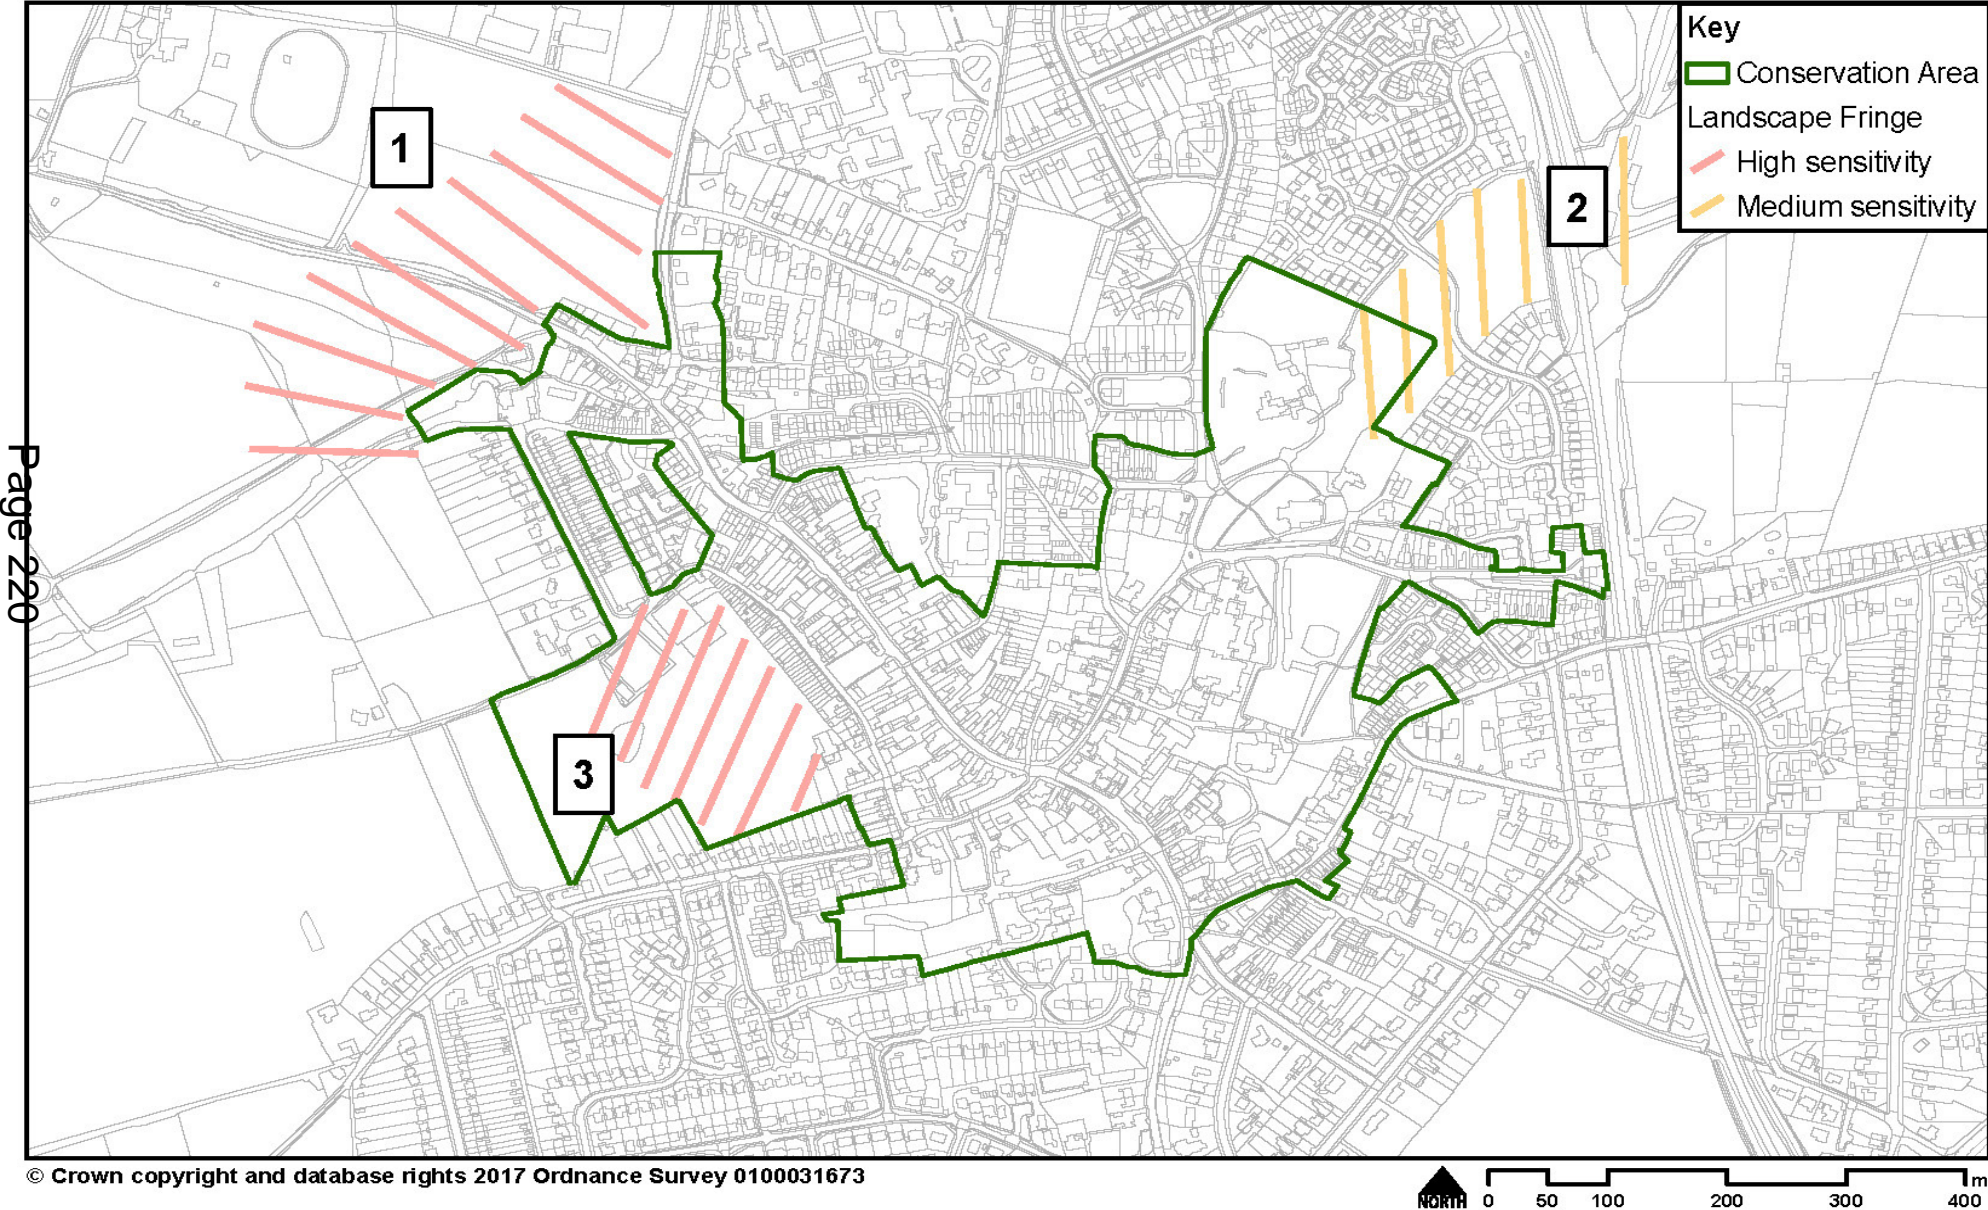 Key
Conservation Area
Landscape Fringe
High sensitivity
Medium sensitivity
1
2
3
Page 220
© Crown copyright and database rights 2017 Ordnance Survey 0100031673
NORTH
0 50 100 200 300 400 m